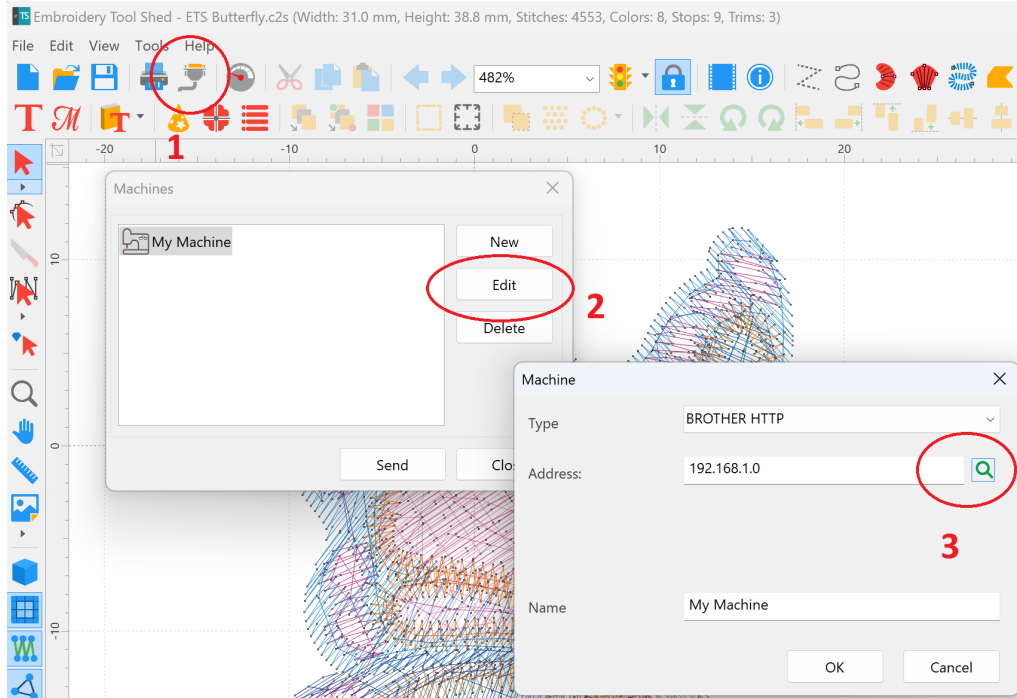 TS Embroidery Tool Shed - ETS Butterfly.c2s (Width: 31.0 mm, Height: 38.8 mm, Stitches: 4553, Colors: 8, Stops: 9, Trims: 3)
File Edit View Tools Help
482%
T M T
1
-20 -10 0 10 20
Machines
My Machine
New
10
Edit
2
Delete
Machine
Type BROTHER HTTP
0
Send Clo
Address: 192.168.1.0
3
Name My Machine
-10
OK Cancel